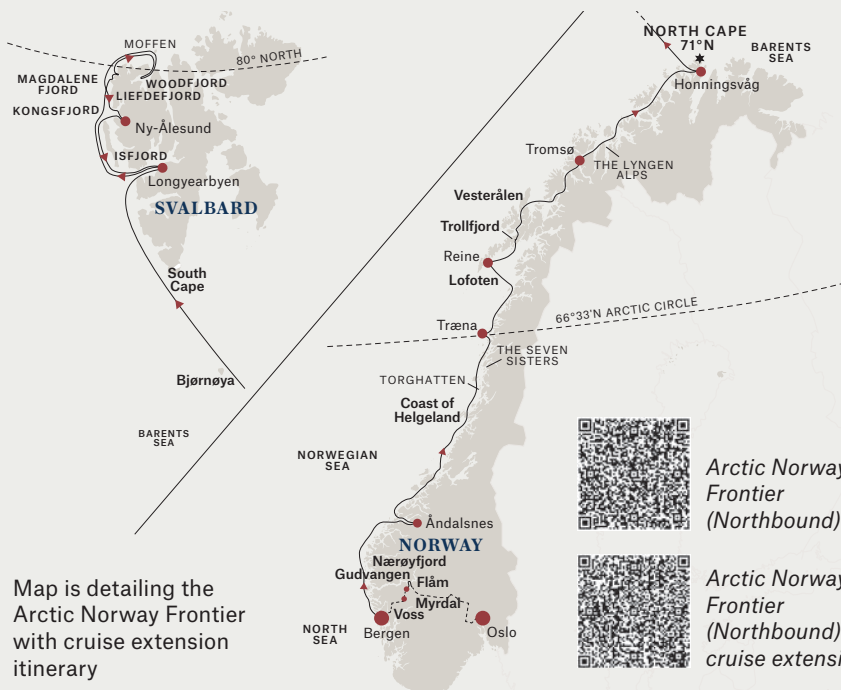 MOFFEN
80° NORTH
MAGDALENE
FJORD
WOODFJORD
LIEFDEFJORD
KONGSFJORD
Ny-Ålesund
ISFJORD
Longyearbyen
SVALBARD
South
Cape
Bjørnøya
BARENTS
SEA
NORTH CAPE
71°N
BARENTS
SEA
Honningsvåg
Tromsø
THE LYNGEN
ALPS
Vesterålen
Trollfjord
Reine
Lofoten
66°33'N ARCTIC CIRCLE
Træna
THE SEVEN
SISTERS
TORGHATTEN
Coast of
Helgeland
NORWEGIAN
SEA
Åndalsnes
NORWAY
Nærøyfjord
Gudvangen
Flåm
Myrdal
Voss
NORTH
SEA
Bergen
Oslo
Map is detailing the
Arctic Norway Frontier
with cruise extension
itinerary
Arctic Norway
Frontier
(Northbound)
Arctic Norway
Frontier
(Northbound)
cruise extensi